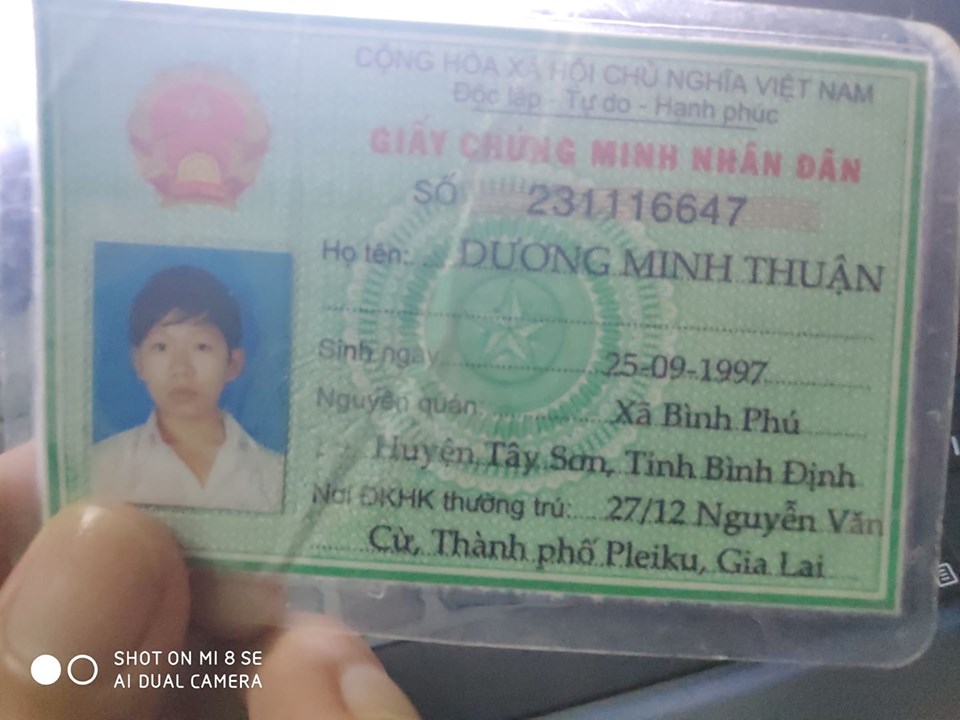 CỘNG HÒA XÃ HỘI CHỦ NGHĨA VIỆT NAM
Độc lập - Tự do - Hạnh phúc
GIẤY CHỨNG MINH NHÂN DÂN
SỐ 231116647
Họ tên: DƯƠNG MINH THUẬN
Sinh ngày 25-09-1997
Nguyên quán: Xã Bình Phú
Huyện Tây Sơn, Tỉnh Bình Định
Nơi ĐKHK thường trú: 27/12 Nguyễn Văn
Cừ, Thành phố Pleiku, Gia Lai
SHOT ON MI 8 SE
AI DUAL CAMERA